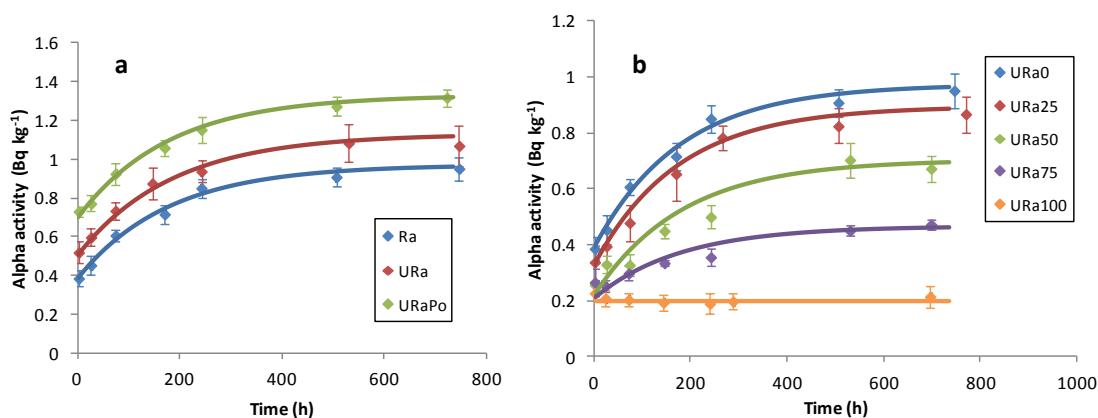 a
Alpha activity (Bq kg⁻¹)
1.6
1.4
1.2
1
0.8
0.6
0.4
0.2
0
0
200
400
600
800
Time (h)
Ra
URa
URaPo
b
Alpha activity (Bq kg⁻¹)
1.2
1
0.8
0.6
0.4
0.2
0
0
200
400
600
800
1000
Time (h)
URa0
URa25
URa50
URa75
URa100